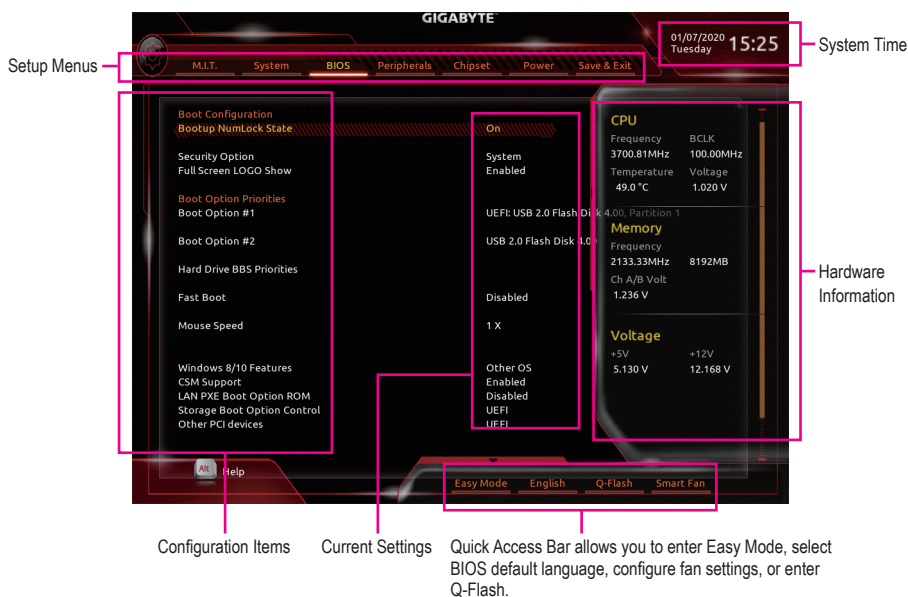 GIGABYTE™
01/07/2020 15:25
Tuesday
System Time
Setup Menus
M.I.T. System BIOS Peripherals Chipset Power Save & Exit
Boot Configuration
Bootup NumLock State On
Security Option System
Full Screen LOGO Show Enabled
Boot Option Priorities
Boot Option #1 UEFI: USB 2.0 Flash Disk 4.00, Partition 1
Boot Option #2 USB 2.0 Flash Disk 4.00
Hard Drive BBS Priorities
Fast Boot Disabled
Mouse Speed 1 X
Windows 8/10 Features Other OS
CSM Support Enabled
LAN PXE Boot Option ROM Disabled
Storage Boot Option Control UEFI
Other PCI devices UEFI
CPU
Frequency BCLK
3700.81MHz 100.00MHz
Temperature Voltage
49.0 °C 1.020 V
Memory
Frequency
2133.33MHz 8192MB
Ch A/B Volt
1.236 V
Voltage
+5V +12V
5.130 V 12.168 V
Hardware
Information
Alt Help
Easy Mode English Q-Flash Smart Fan
Configuration Items
Current Settings
Quick Access Bar allows you to enter Easy Mode, select
BIOS default language, configure fan settings, or enter
Q-Flash.